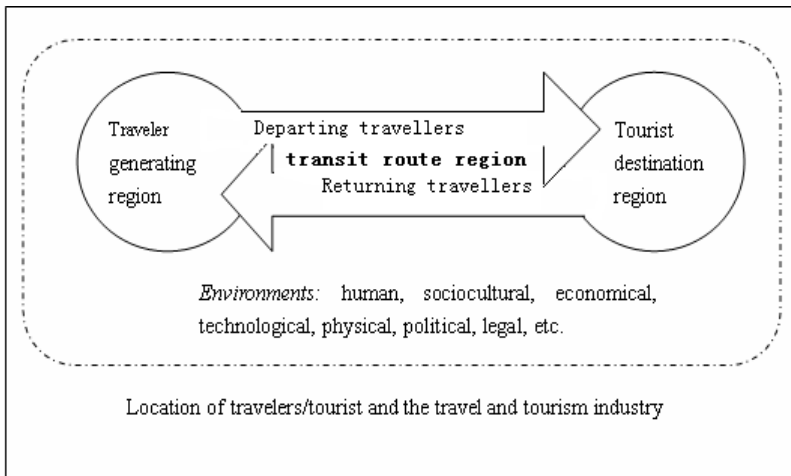 Traveler
generating
region
Departing travellers
transit route region
Returning travellers
Tourist
destination
region
Environments: human, sociocultural, economical,
technological, physical, political, legal, etc.
Location of travelers/tourist and the travel and tourism industry